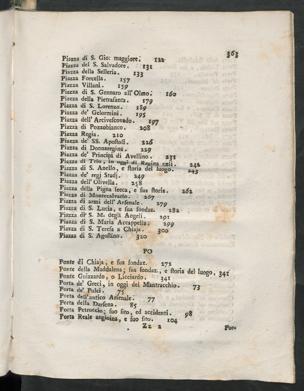 363
Piazza di S. Gio: maggiore. 122
Piazza del S. Salvadore. 131
Piazza della Selleria. 133
Piazza Forcella. 157
Piazza Villani. 159
Piazza di S. Gennaro all'Olmo. 160
Piazza della Pietrasanta. 179
Piazza di S. Lorenzo. 189
Piazza de' Gelormini. 195
Piazza dell'Arcivescovado. 197
Piazza di Pozzobianco. 208
Piazza Regia. 210
Piazza de' SS. Apostoli. 226
Piazza di Donnaregina. 229
Piazza de' Principi di Avellino. 231
Piazza di S. Anello, e storia del luogo. 243
Piazza de' regj Studj. 249
Piazza dell'Olivella. 258
Piazza della Pigna secca, e sua storia. 262
Piazza di Montecalvario. 267
Piazza di armi dell'Arsenale. 279
Piazza di S. Lucia, e sua fondaz. 282
Piazza di S. M. degli Angeli. 291
Piazza di S. Maria Accappella. 299
Piazza di S. Teresa a Chiaja. 300
Piazza di S. Agostino. 320
PO
Ponte di Chiaja, e sua fondaz. 272
Ponte della Maddalena; sua fondaz., e storia del luogo. 341
Ponte Guizzardo, o Licciardo. 341
Porta de' Greci, in oggi del Mantracchio. 73
Porta de' Pulci. 75
Porta dell'antico Arsenale. 77
Porta della Darsena. 85
Porta Petruccio; suo sito, ed accidenti. 98
Porta Reale angioina, e suo sito. 104
Zz 2
Por-